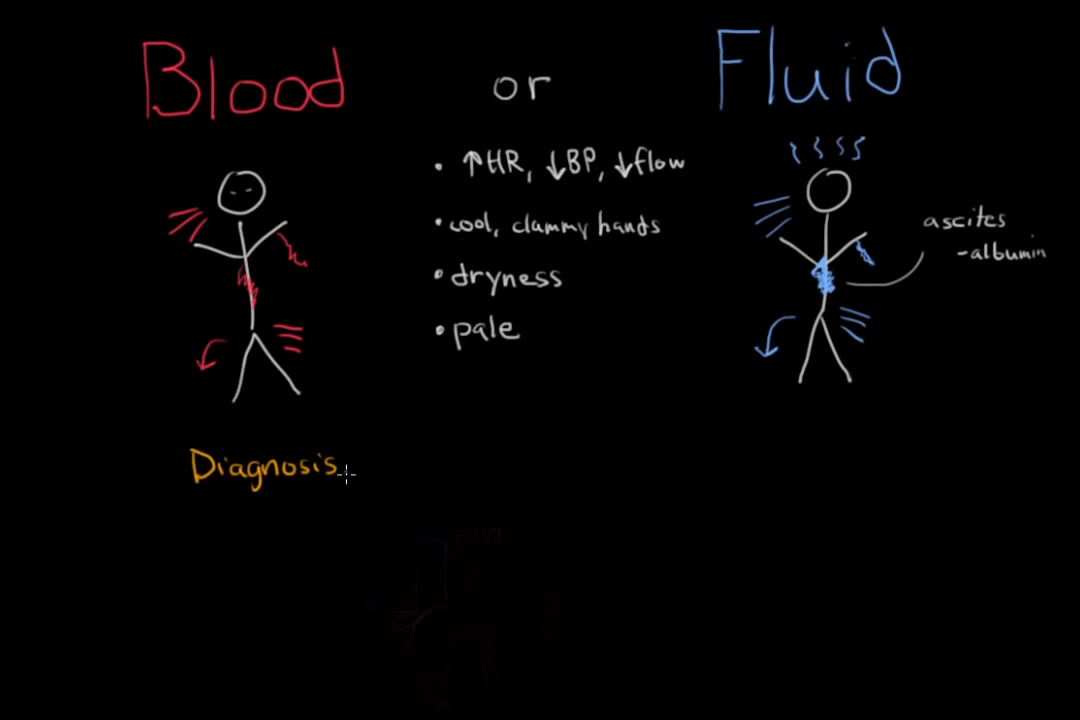 Blood or Fluid
• ↑HR, ↓BP, ↓flow
• cool, clammy hands
• dryness
• pale
ascites
-albumin
Diagnosis